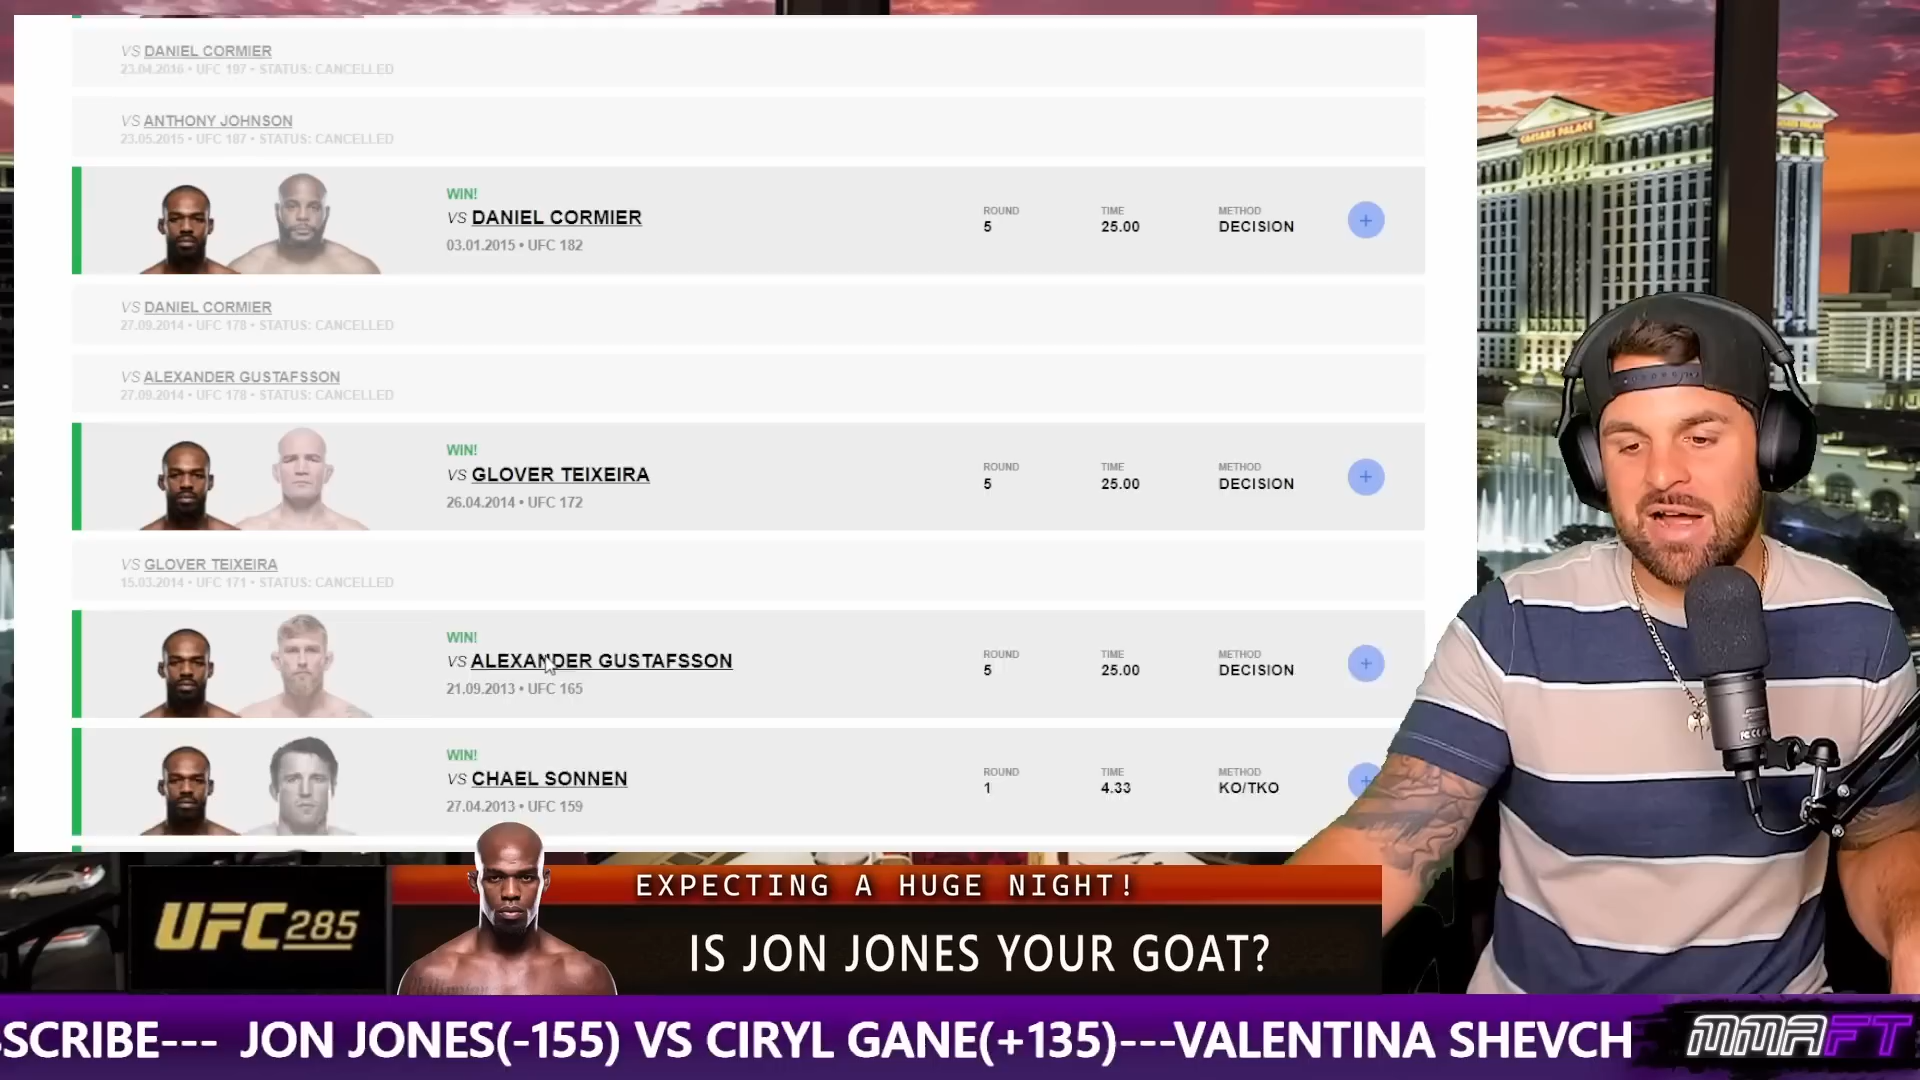 VS DANIEL CORMIER
23.04.2016 • UFC 197 • STATUS: CANCELLED
VS ANTHONY JOHNSON
23.05.2015 • UFC 187 • STATUS: CANCELLED
WIN!
VS DANIEL CORMIER
03.01.2015 • UFC 182
ROUND TIME METHOD
5 25.00 DECISION
VS DANIEL CORMIER
27.09.2014 • UFC 178 • STATUS: CANCELLED
VS ALEXANDER GUSTAFSSON
27.09.2014 • UFC 178 • STATUS: CANCELLED
WIN!
VS GLOVER TEIXEIRA
26.04.2014 • UFC 172
ROUND TIME METHOD
5 25.00 DECISION
VS GLOVER TEIXEIRA
15.03.2014 • UFC 171 • STATUS: CANCELLED
WIN!
VS ALEXANDER GUSTAFSSON
21.09.2013 • UFC 165
ROUND TIME METHOD
5 25.00 DECISION
WIN!
VS CHAEL SONNEN
27.04.2013 • UFC 159
ROUND TIME METHOD
1 4.33 KO/TKO
CAESARS PALACE
UFC 285
EXPECTING A HUGE NIGHT!
IS JON JONES YOUR GOAT?
SCRIBE--- JON JONES(-155) VS CIRYL GANE(+135)---VALENTINA SHEVCH
MMAFT